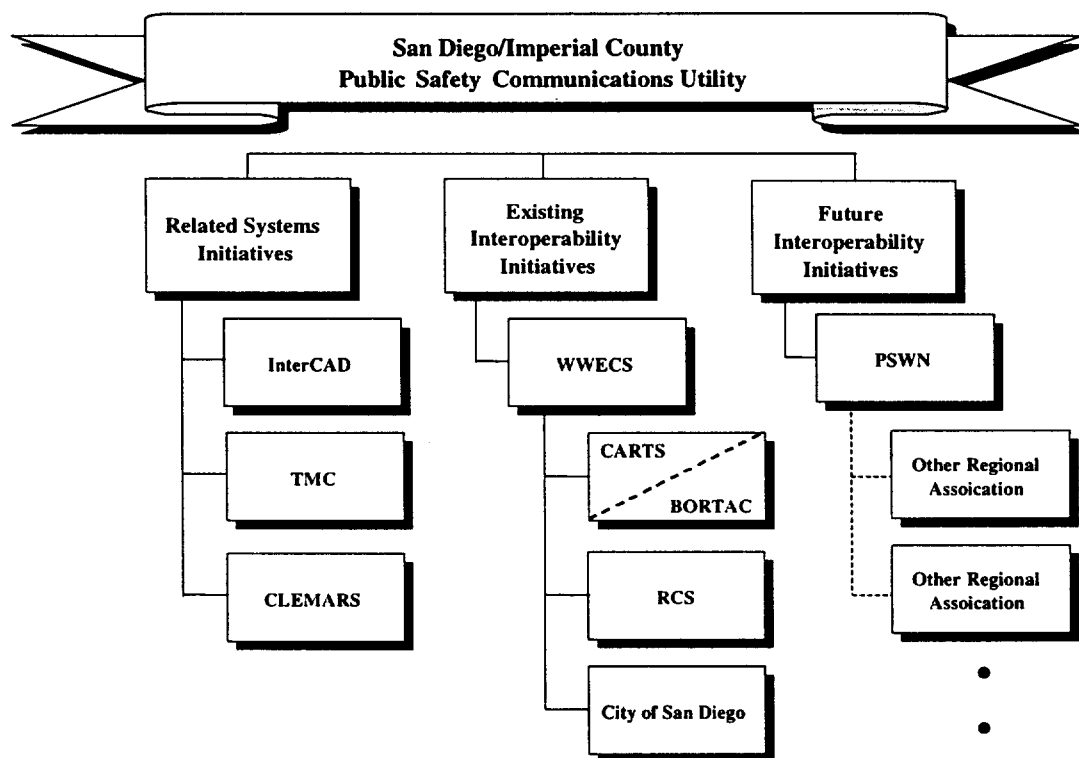 San Diego/Imperial County
Public Safety Communications Utility
Related Systems
Initiatives
Existing
Interoperability
Initiatives
Future
Interoperability
Initiatives
InterCAD
TMC
CLEMARS
WWECS
CARTS
BORTAC
RCS
City of San Diego
PSWN
Other Regional
Assoication
Other Regional
Assoication